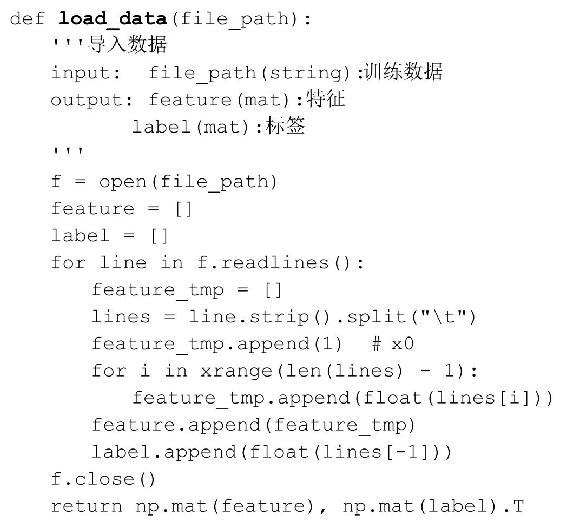 def load_data(file_path):
    '''导入数据
    input:  file_path(string):训练数据
    output: feature(mat):特征
            label(mat):标签
    '''
    f = open(file_path)
    feature = []
    label = []
    for line in f.readlines():
        feature_tmp = []
        lines = line.strip().split("\t")
        feature_tmp.append(1)  # x0
        for i in xrange(len(lines) - 1):
            feature_tmp.append(float(lines[i]))
        feature.append(feature_tmp)
        label.append(float(lines[-1]))
    f.close()
    return np.mat(feature), np.mat(label).T